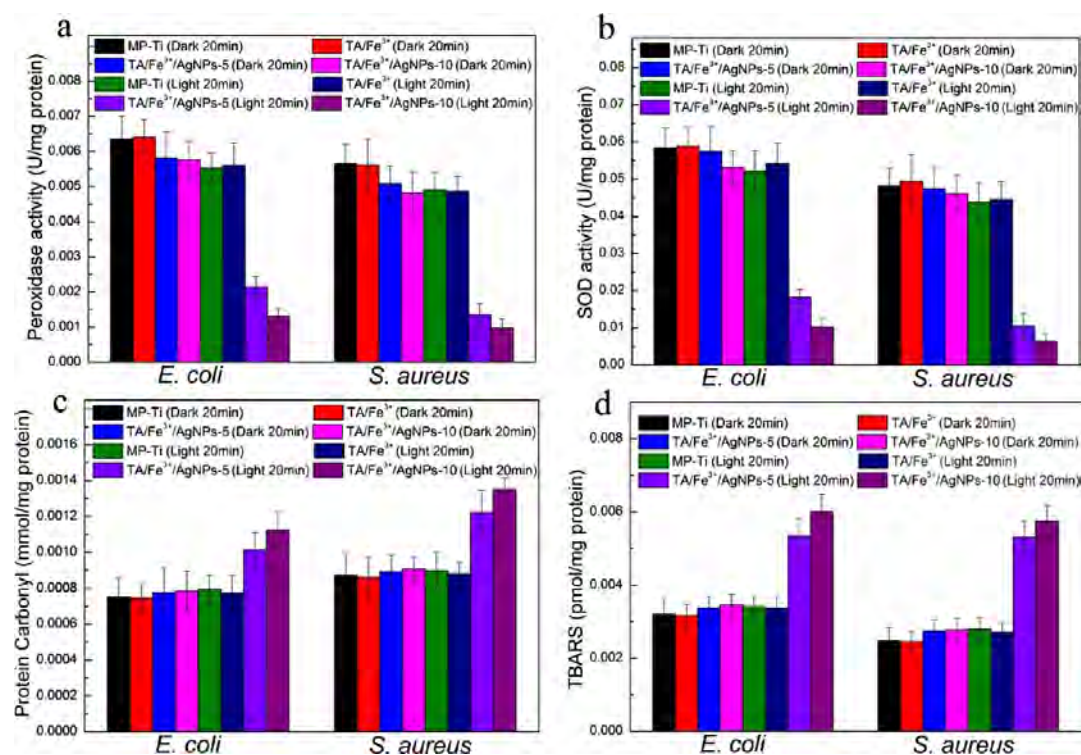 a
MP-Ti (Dark 20min) TA/Fe³⁺ (Dark 20min)
TA/Fe³⁺/AgNPs-5 (Dark 20min) TA/Fe³⁺/AgNPs-10 (Dark 20min)
MP-Ti (Light 20min) TA/Fe³⁺ (Light 20min)
TA/Fe³⁺/AgNPs-5 (Light 20min) TA/Fe³⁺/AgNPs-10 (Light 20min)
Peroxidase activity (U/mg protein)
0.008
0.007
0.006
0.005
0.004
0.003
0.002
0.001
0.000
E. coli S. aureus
b
MP-Ti (Dark 20min) TA/Fe³⁺ (Dark 20min)
TA/Fe³⁺/AgNPs-5 (Dark 20min) TA/Fe³⁺/AgNPs-10 (Dark 20min)
MP-Ti (Light 20min) TA/Fe³⁺ (Light 20min)
TA/Fe³⁺/AgNPs-5 (Light 20min) TA/Fe³⁺/AgNPs-10 (Light 20min)
SOD activity (U/mg protein)
0.08
0.07
0.06
0.05
0.04
0.03
0.02
0.01
0.00
E. coli S. aureus
c
MP-Ti (Dark 20min) TA/Fe³⁺ (Dark 20min)
TA/Fe³⁺/AgNPs-5 (Dark 20min) TA/Fe³⁺/AgNPs-10 (Dark 20min)
MP-Ti (Light 20min) TA/Fe³⁺ (Light 20min)
TA/Fe³⁺/AgNPs-5 (Light 20min) TA/Fe³⁺/AgNPs-10 (Light 20min)
Protein Carbonyl (mmol/mg protein)
0.0016
0.0014
0.0012
0.0010
0.0008
0.0006
0.0004
0.0002
0.0000
E. coli S. aureus
d
MP-Ti (Dark 20min) TA/Fe³⁺ (Dark 20min)
TA/Fe³⁺/AgNPs-5 (Dark 20min) TA/Fe³⁺/AgNPs-10 (Dark 20min)
MP-Ti (Light 20min) TA/Fe³⁺ (Light 20min)
TA/Fe³⁺/AgNPs-5 (Light 20min) TA/Fe³⁺/AgNPs-10 (Light 20min)
TBARS (pmol/mg protein)
0.008
0.006
0.004
0.002
0.000
E. coli S. aureus